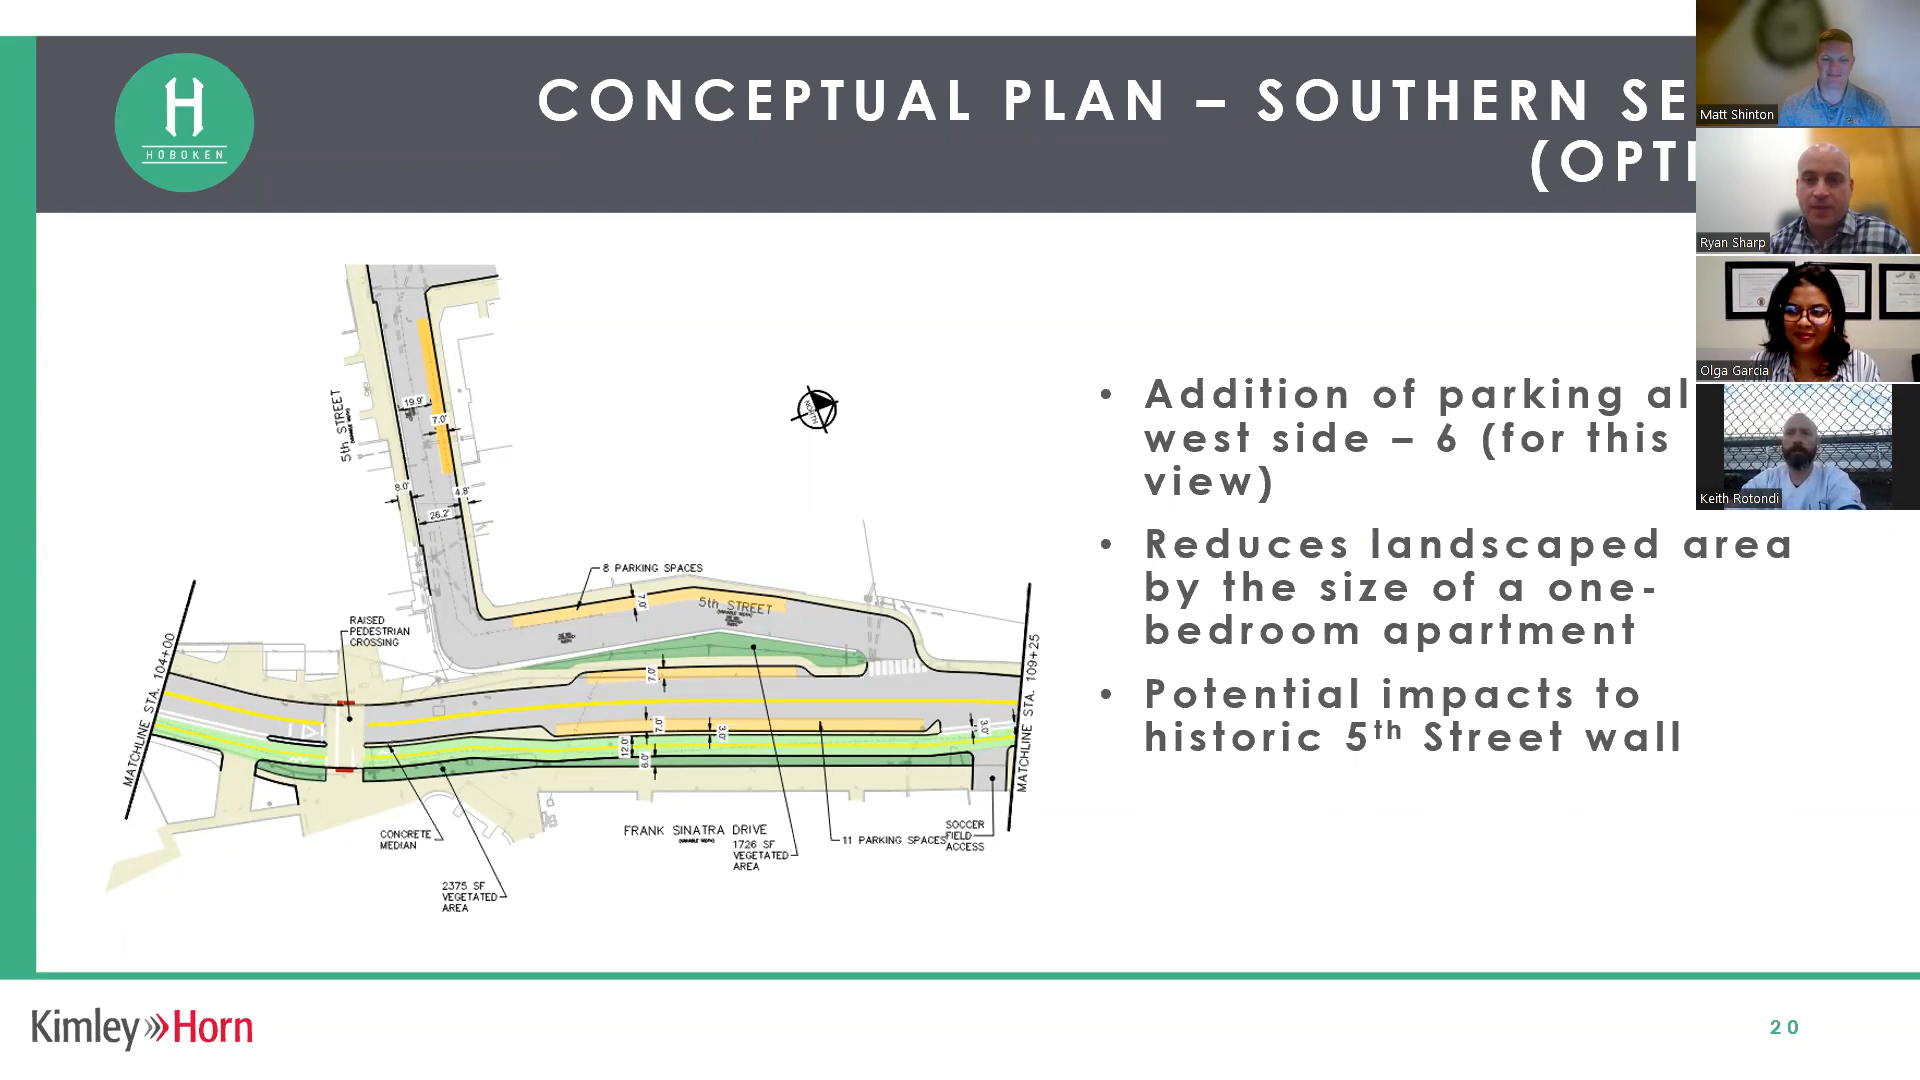 H
HOBOKEN
CONCEPTUAL PLAN – SOUTHERN SE
(OPTI
Matt Shinton
Ryan Sharp
Olga Garcia
Keith Rotondi
• Addition of parking al
west side – 6 (for this
view)
• Reduces landscaped area
by the size of a one-
bedroom apartment
• Potential impacts to
historic 5th Street wall
5th STREET
19.9'
7.0'
8.0'
4.8'
26.2'
8 PARKING SPACES
7.0'
5th STREET
RAISED
PEDESTRIAN
CROSSING
MATCHLINE STA. 104+00
MATCHLINE STA. 109+25
7.0'
7.0'
3.0'
3.0'
12.0'
6.0'
CONCRETE
MEDIAN
FRANK SINATRA DRIVE
1726 SF
VEGETATED
AREA
11 PARKING SPACES
SOCCER
FIELD
ACCESS
2375 SF
VEGETATED
AREA
Kimley»Horn
20